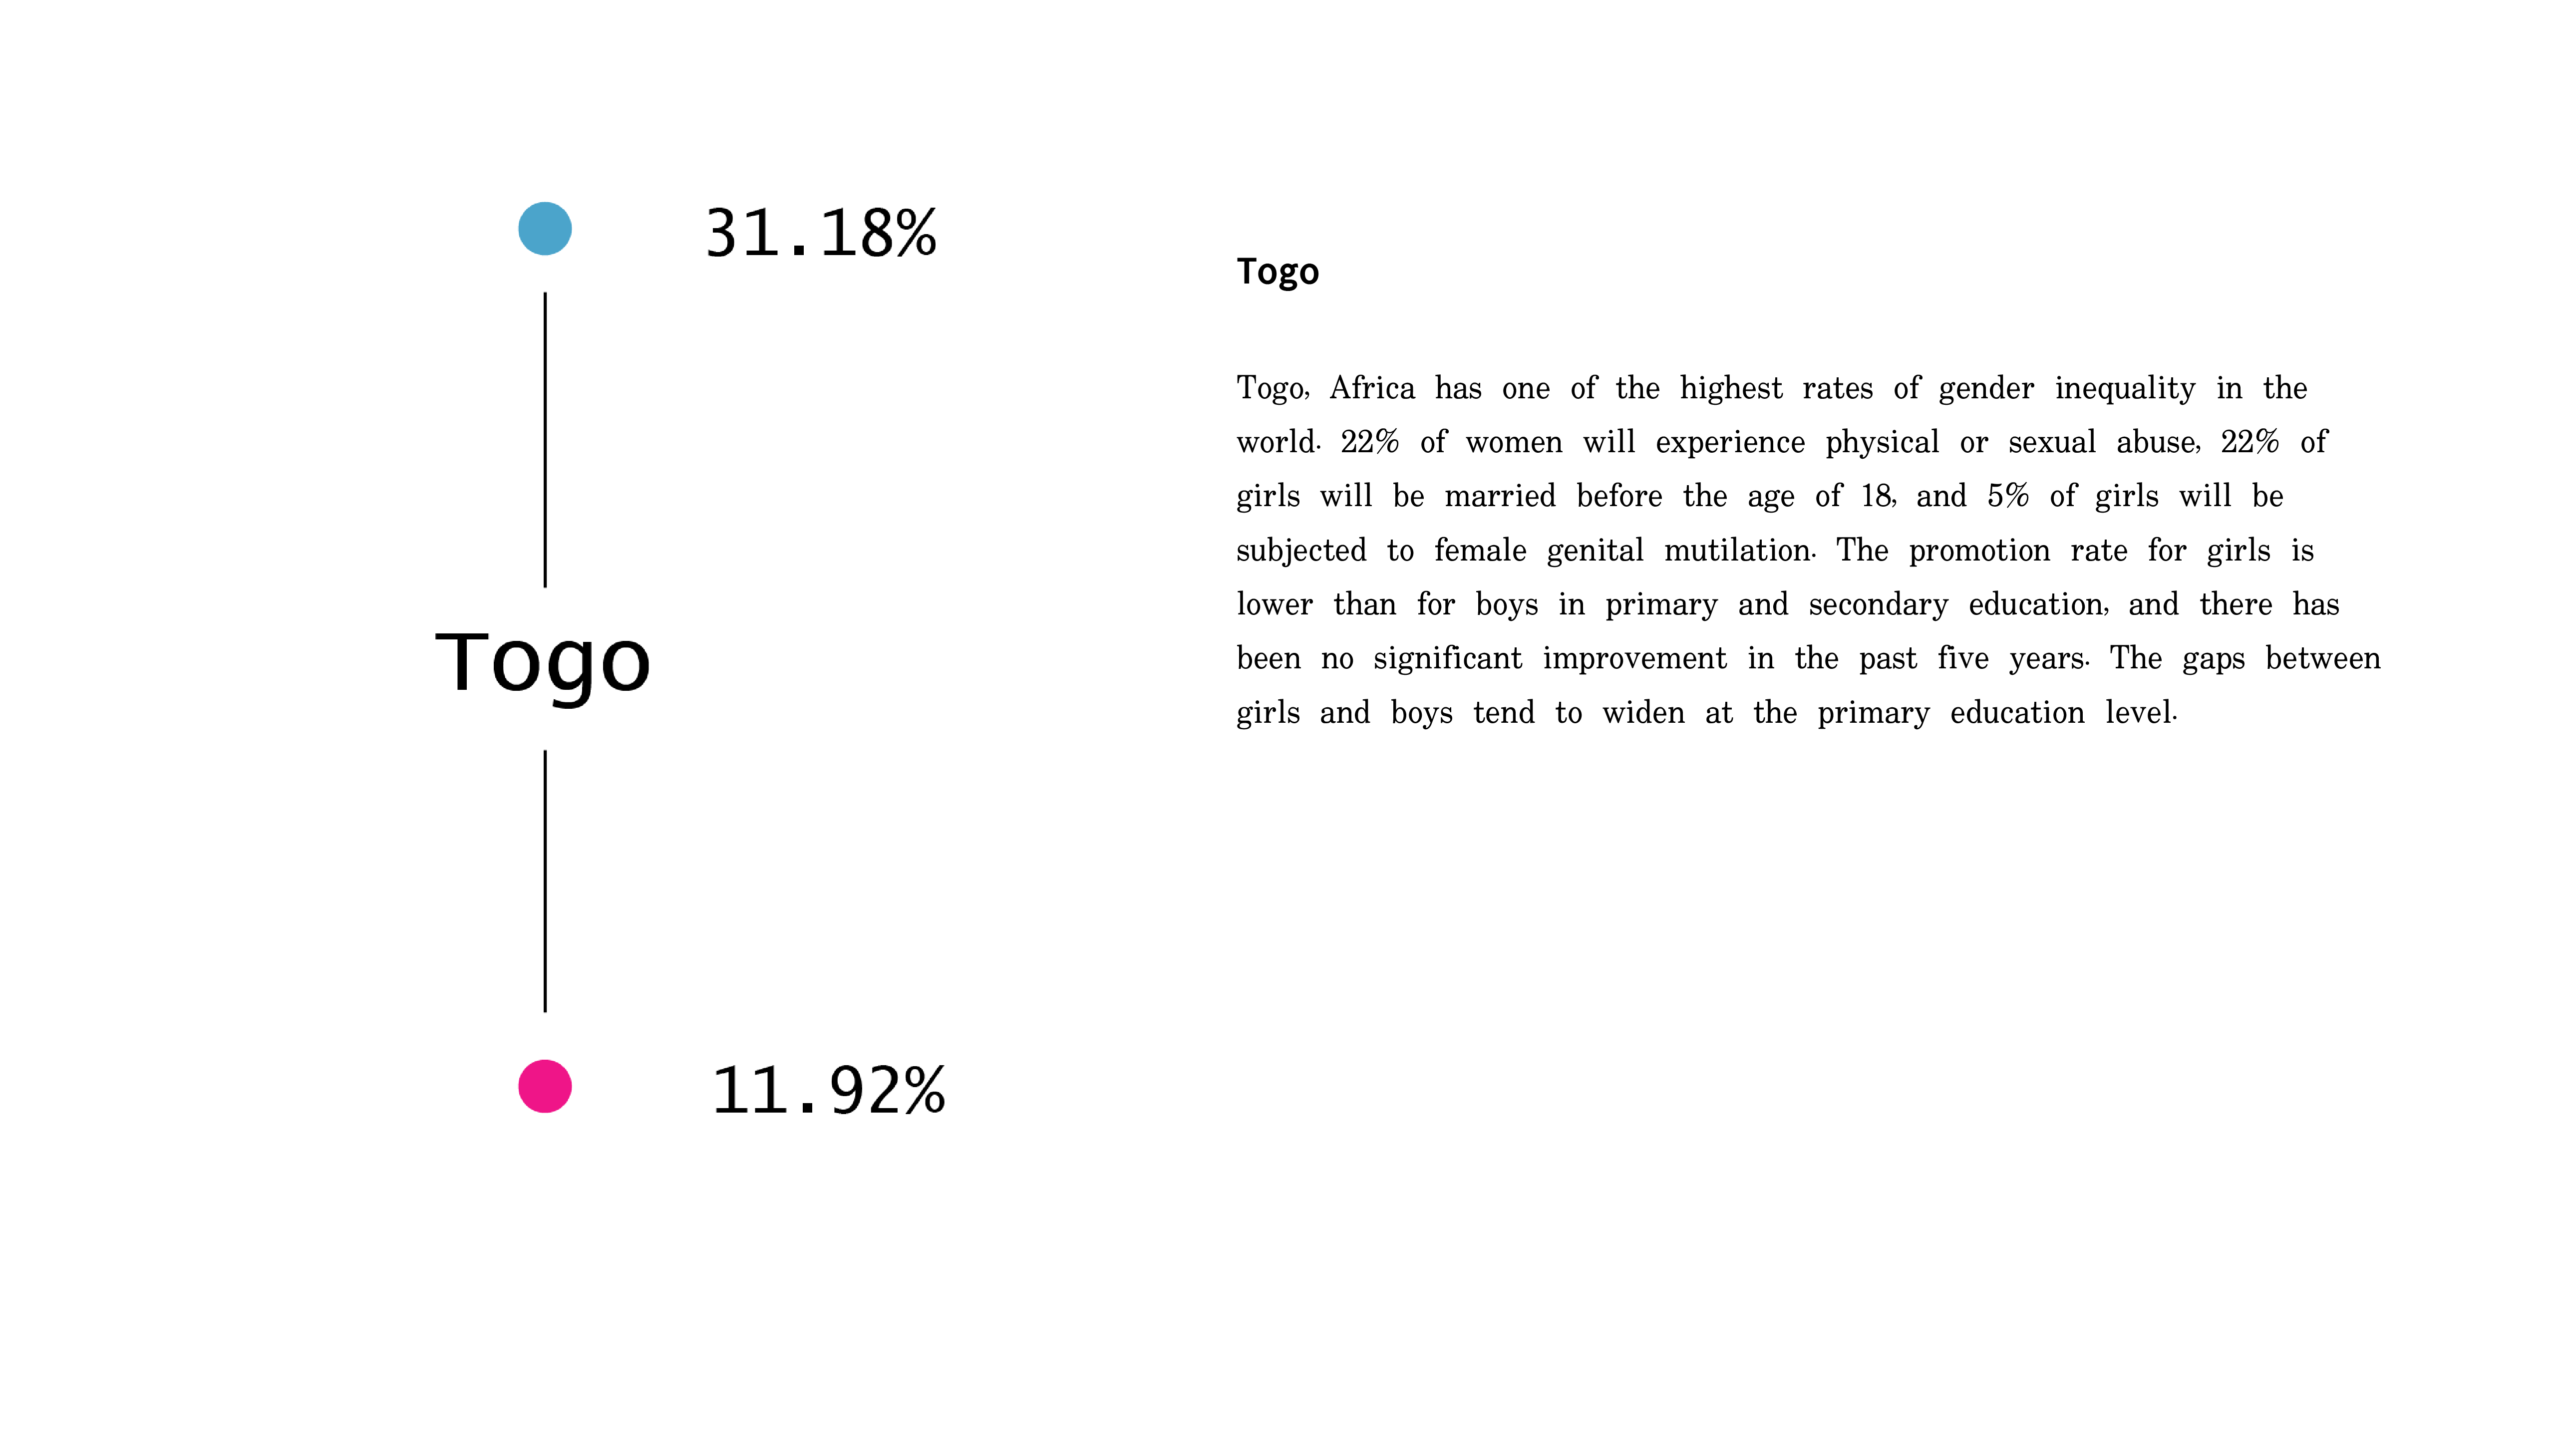 31.18%
Togo
11.92%
Togo
Togo, Africa has one of the highest rates of gender inequality in the
world. 22% of women will experience physical or sexual abuse, 22% of
girls will be married before the age of 18, and 5% of girls will be
subjected to female genital mutilation. The promotion rate for girls is
lower than for boys in primary and secondary education, and there has
been no significant improvement in the past five years. The gaps between
girls and boys tend to widen at the primary education level.